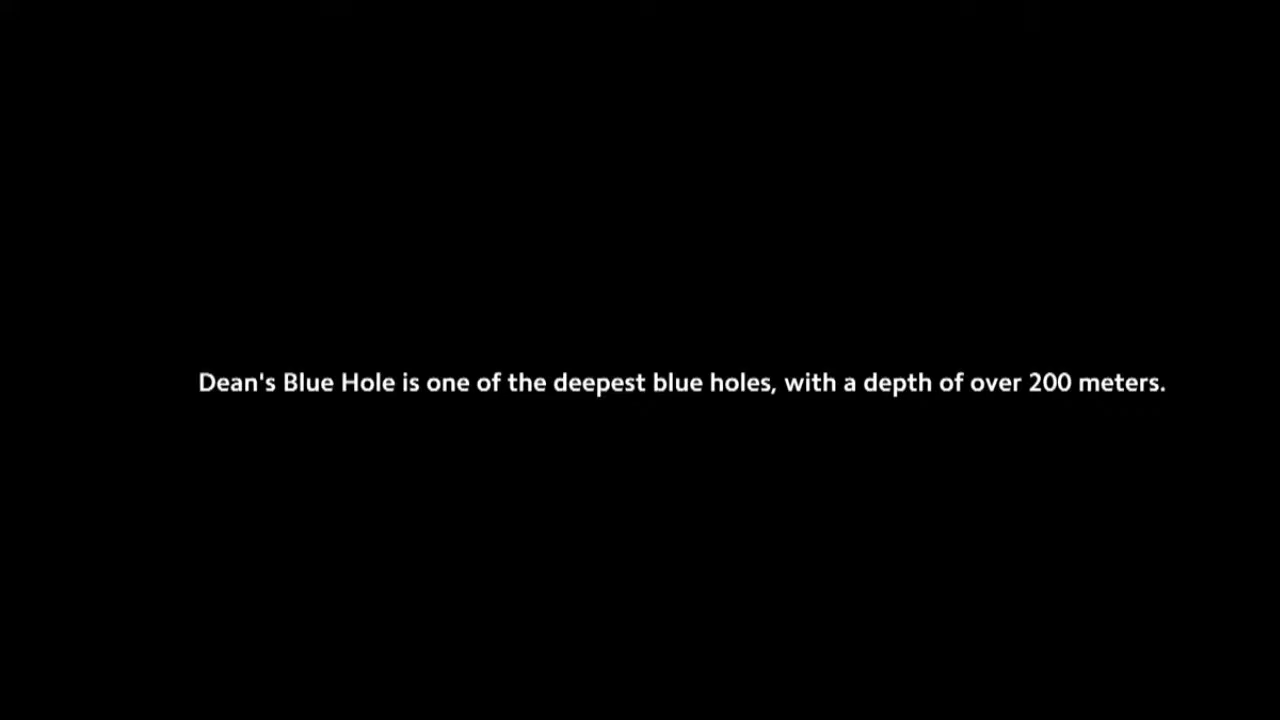 Dean's Blue Hole is one of the deepest blue holes, with a depth of over 200 meters.